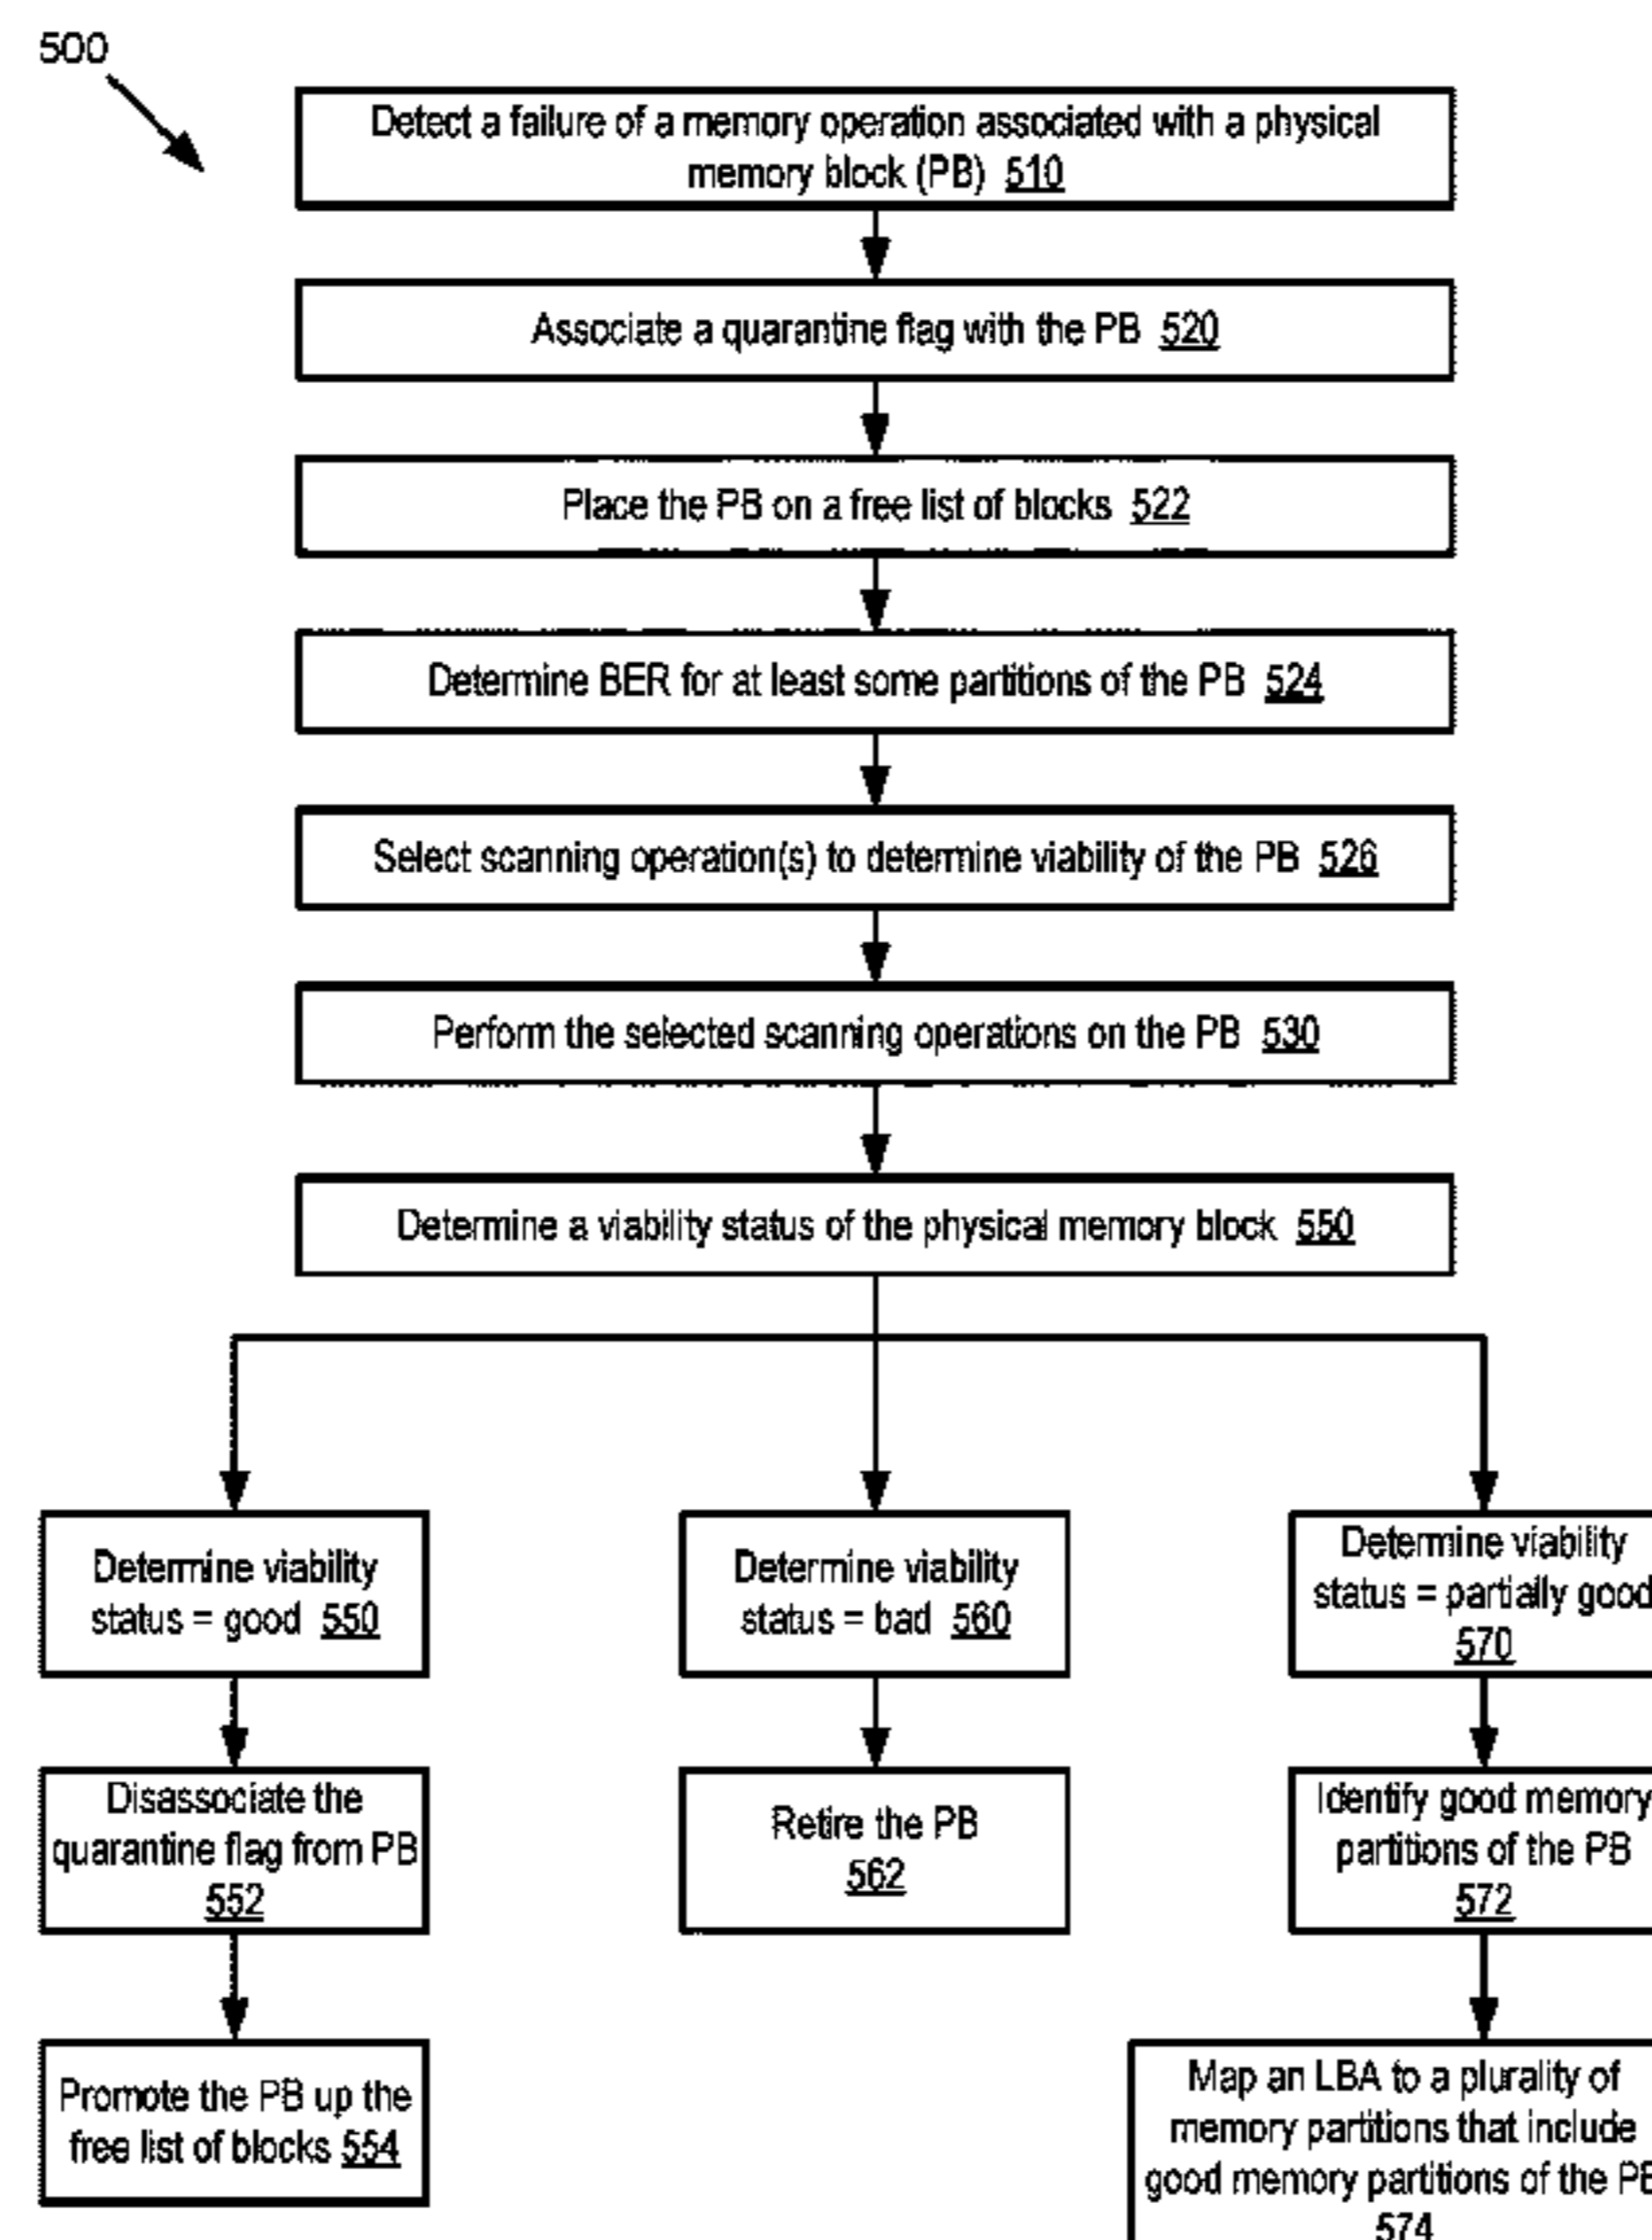 500
Detect a failure of a memory operation associated with a physical
memory block (PB) 510
Associate a quarantine flag with the PB 520
Place the PB on a free list of blocks 522
Determine BER for at least some partitions of the PB 524
Select scanning operation(s) to determine viability of the PB 526
Perform the selected scanning operations on the PB 530
Determine a viability status of the physical memory block 550
Determine viability
status = good 550
Disassociate the
quarantine flag from PB
552
Promote the PB up the
free list of blocks 554
Determine viability
status = bad 560
Retire the PB
562
Determine viability
status = partially good
570
Identify good memory
partitions of the PB
572
Map an LBA to a plurality of
memory partitions that include
good memory partitions of the PB
574